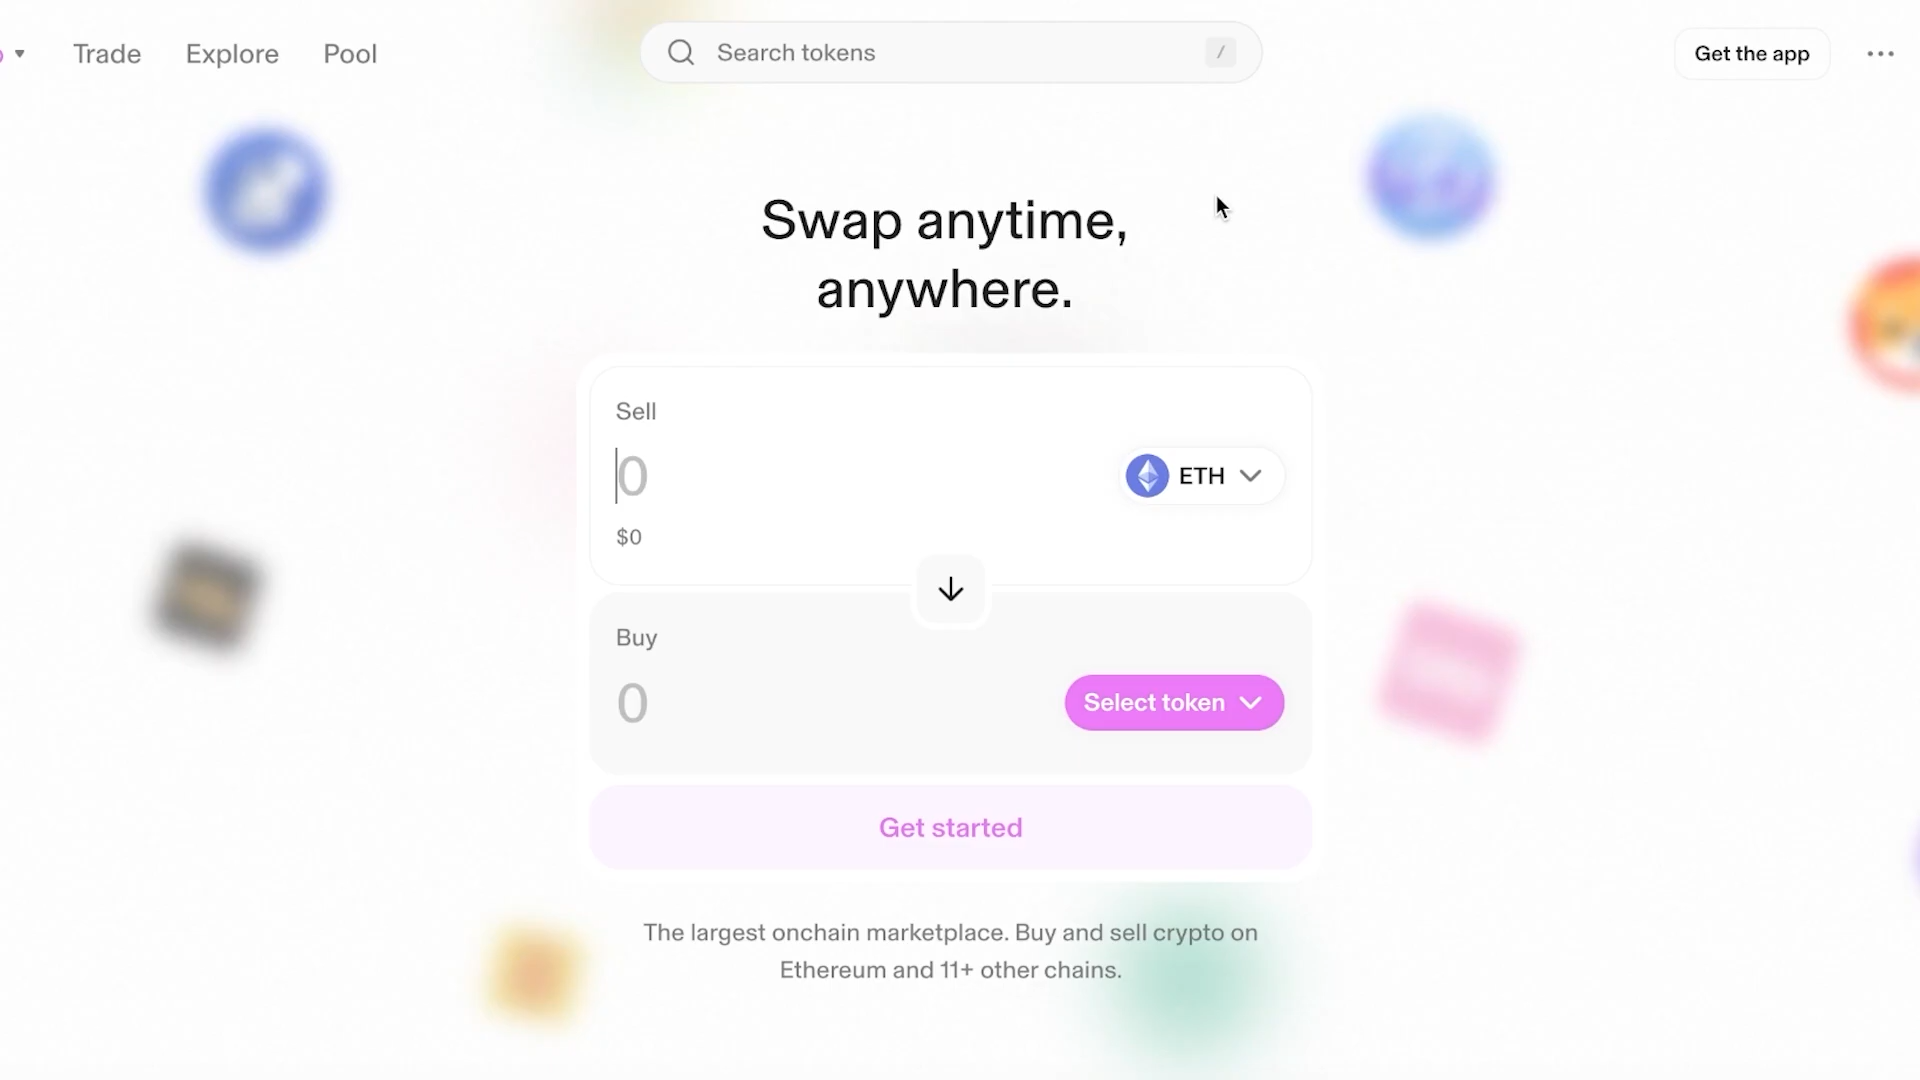 Trade
Explore
Pool
Search tokens
/
Get the app
Swap anytime,
anywhere.
Sell
0
ETH
$0
Buy
0
Select token
Get started
The largest onchain marketplace. Buy and sell crypto on
Ethereum and 11+ other chains.